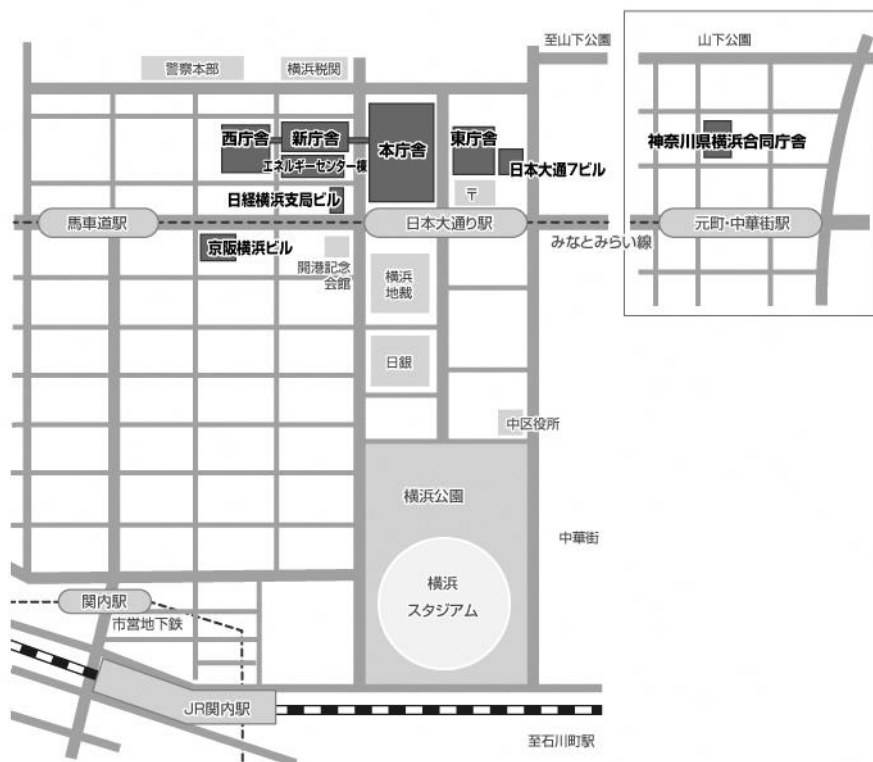 至山下公園
山下公園
警察本部
横浜税関
西庁舎
新庁舎
本庁舎
東庁舎
神奈川県横浜合同庁舎
エネルギーセンター棟
日本大通7ビル
日経横浜支局ビル
〒
馬車道駅
日本大通り駅
元町・中華街駅
みなとみらい線
京阪横浜ビル
開港記念
会館
横浜
地裁
日銀
中区役所
横浜公園
中華街
横浜
スタジアム
関内駅
市営地下鉄
JR関内駅
至石川町駅